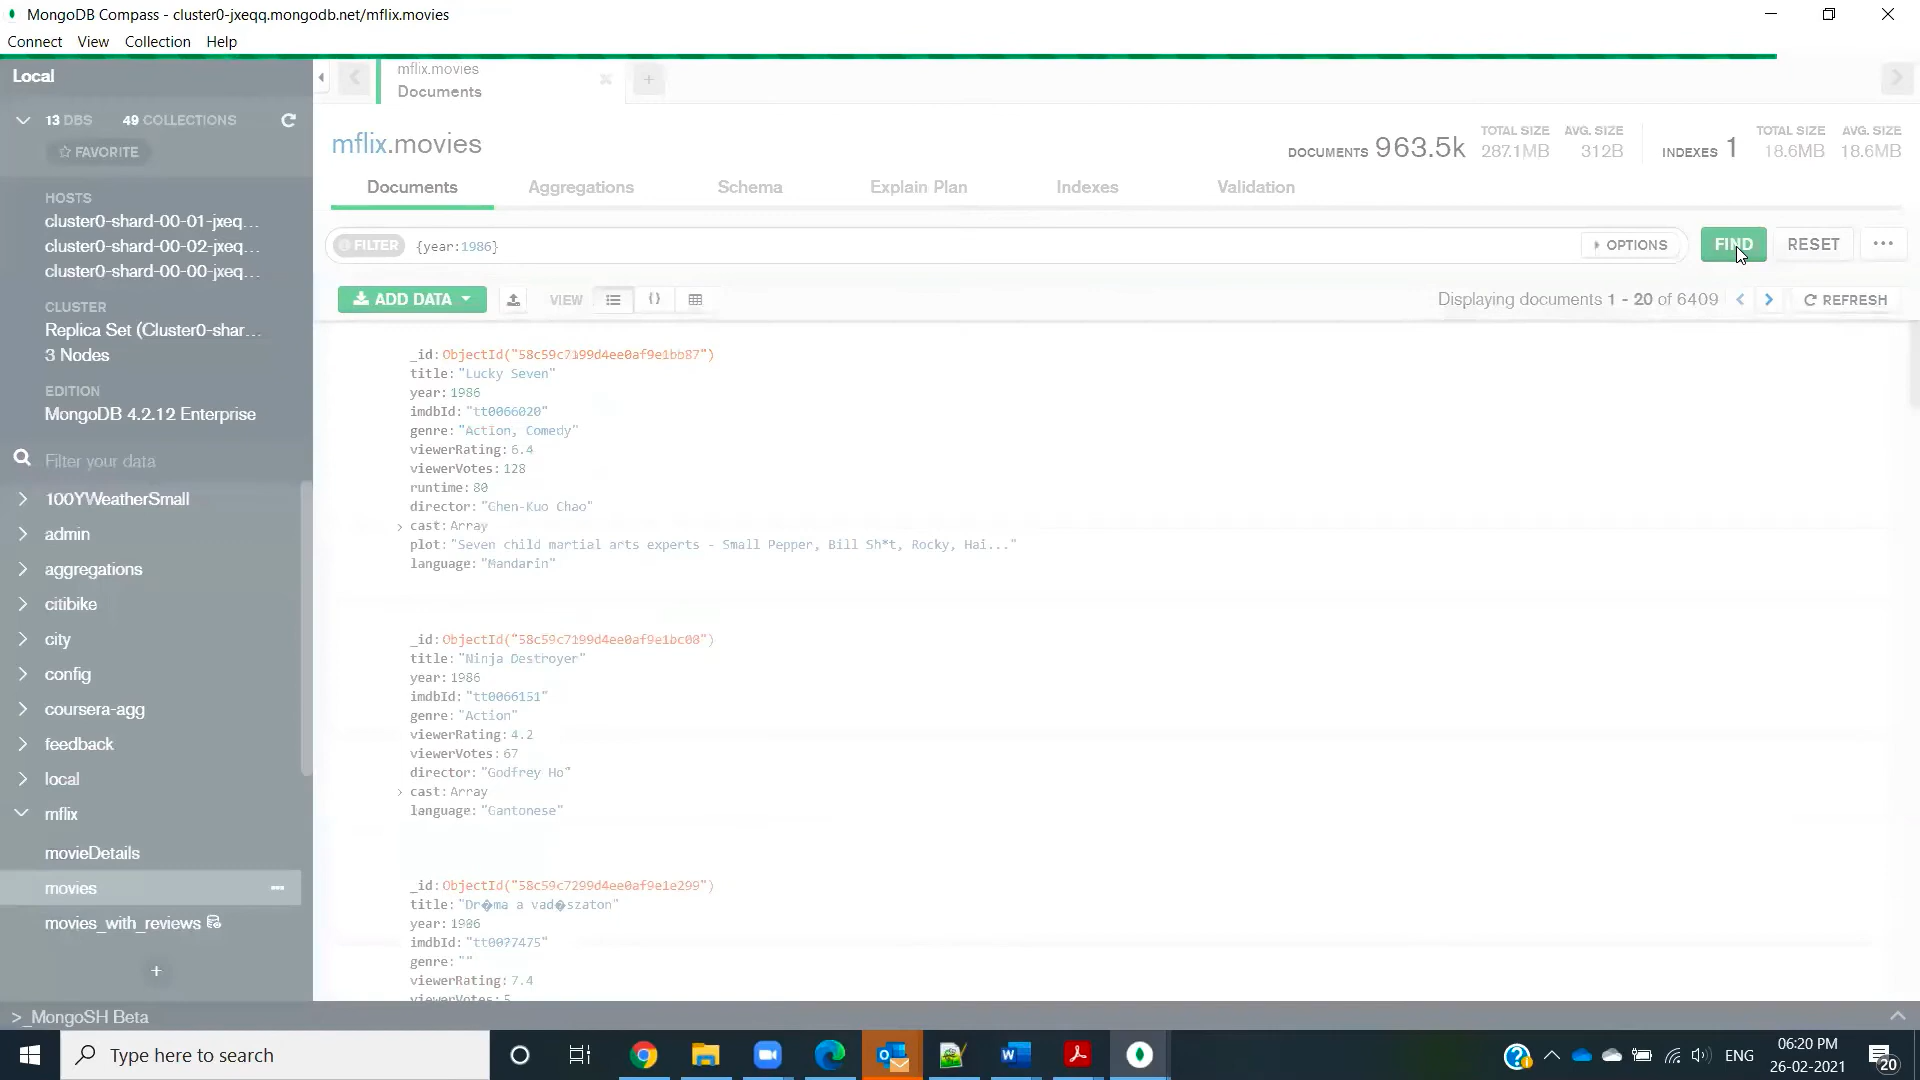 MongoDB Compass - cluster0-jxeqq.mongodb.net/mflix.movies
Connect View Collection Help
Local
13 DBS 49 COLLECTIONS
FAVORITE
HOSTS
cluster0-shard-00-01-jxeq...
cluster0-shard-00-02-jxeq...
cluster0-shard-00-00-jxeq...
CLUSTER
Replica Set (Cluster0-shar...
3 Nodes
EDITION
MongoDB 4.2.12 Enterprise
Filter your data
100YWeatherSmall
admin
aggregations
citibike
city
config
coursera-agg
feedback
local
mflix
movieDetails
movies
movies_with_reviews
mflix.movies
Documents
mflix.movies
DOCUMENTS 963.5k TOTAL SIZE 287.1MB AVG. SIZE 312B INDEXES 1 TOTAL SIZE 18.6MB AVG. SIZE 18.6MB
Documents Aggregations Schema Explain Plan Indexes Validation
FILTER {year:1986} OPTIONS FIND RESET ...
ADD DATA VIEW {} Displaying documents 1 - 20 of 6409 REFRESH
_id: ObjectId("58c59c7199d4ee0af9e1bb87")
title: "Lucky Seven"
year: 1986
imdbId: "tt0066020"
genre: "Action, Comedy"
viewerRating: 6.4
viewerVotes: 128
runtime: 80
director: "Chen-Kuo Chao"
cast: Array
plot: "Seven child martial arts experts - Small Pepper, Bill Sh*t, Rocky, Hai..."
language: "Mandarin"
_id: ObjectId("58c59c7199d4ee0af9e1bc08")
title: "Ninja Destroyer"
year: 1986
imdbId: "tt0066151"
genre: "Action"
viewerRating: 4.2
viewerVotes: 67
director: "Godfrey Ho"
cast: Array
language: "Cantonese"
_id: ObjectId("58c59c7299d4ee0af9e1e299")
title: "Dr�ma a vad�szaton"
year: 1986
imdbId: "tt0077475"
genre: ""
viewerRating: 7.4
viewerVotes: 5
>_MongoSH Beta
Type here to search
ENG
06:20 PM
26-02-2021
20